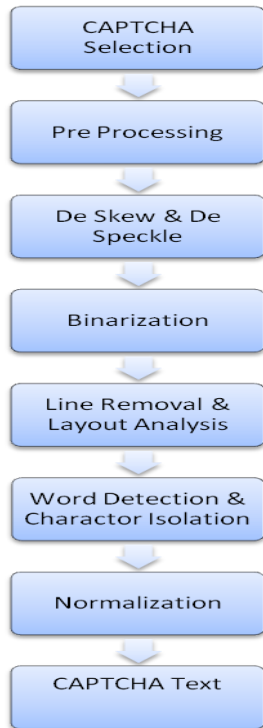 CAPTCHA
Selection
Pre Processing
De Skew & De
Speckle
Binarization
Line Removal &
Layout Analysis
Word Detection &
Charactor Isolation
Normalization
CAPTCHA Text